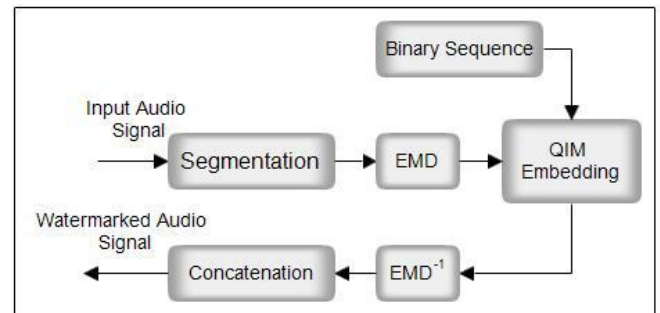 Binary Sequence
Input Audio
Signal
Segmentation
EMD
QIM
Embedding
Watermarked Audio
Signal
Concatenation
EMD⁻¹